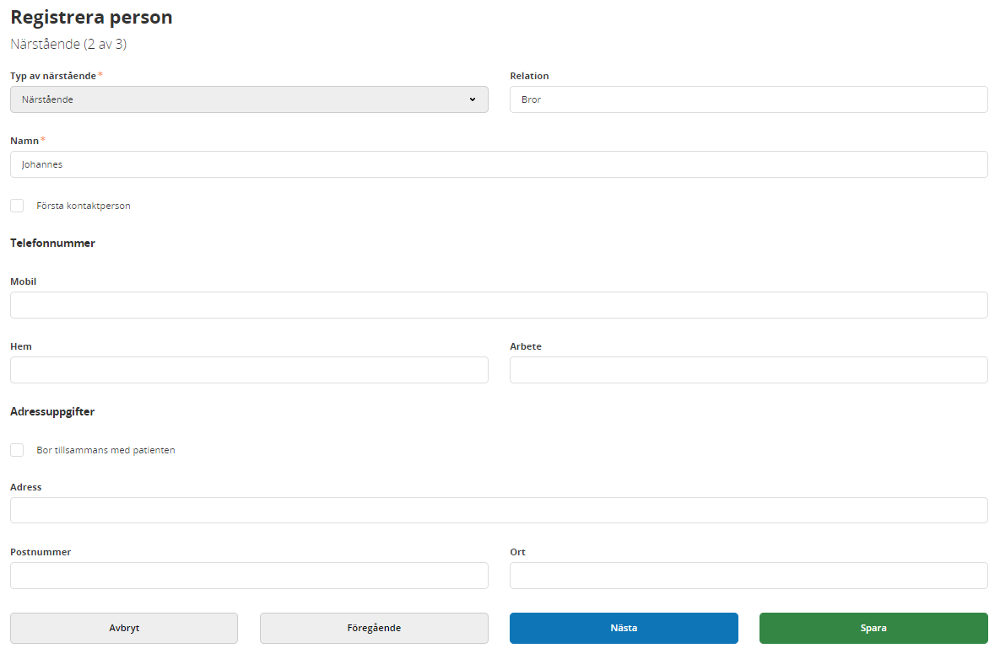 Registrera person
Närstående (2 av 3)
Typ av närstående* Relation
Närstående Bror
Namn*
Johannes
Första kontaktperson
Telefonnummer
Mobil
Hem Arbete
Adressuppgifter
Bor tillsammans med patienten
Adress
Postnummer Ort
Avbryt Föregående Nästa Spara